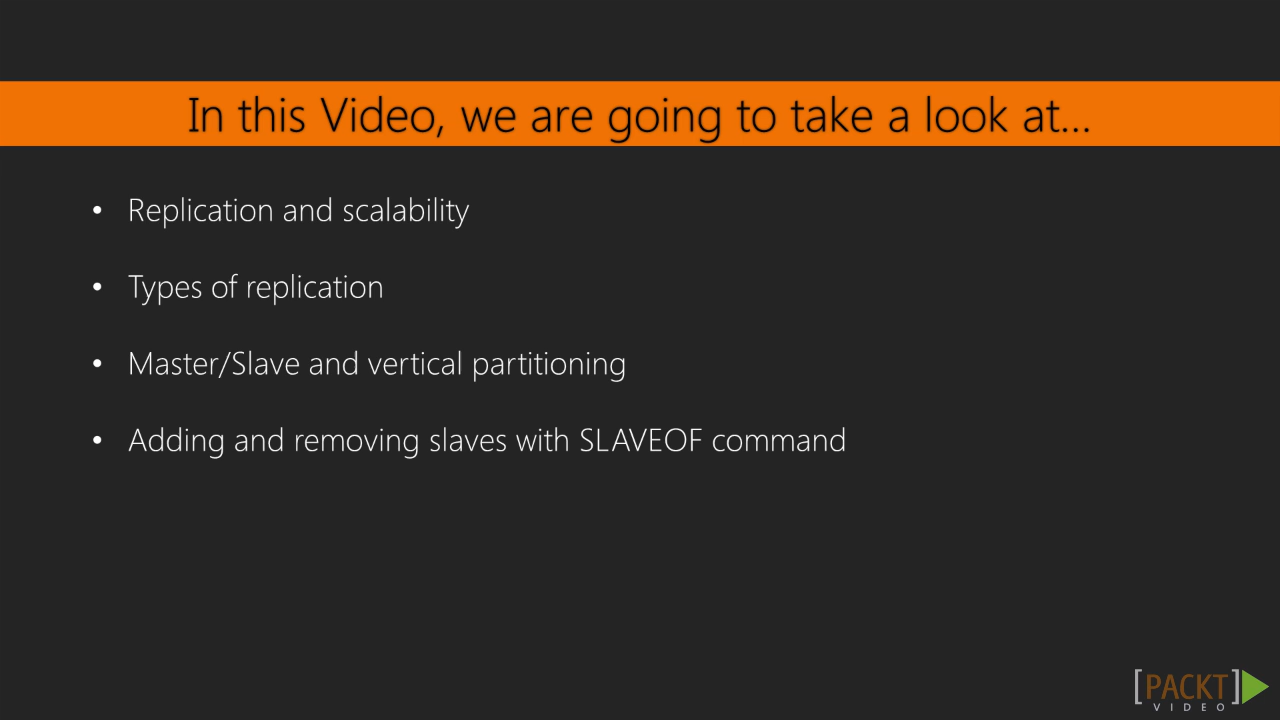 In this Video, we are going to take a look at...
• Replication and scalability
• Types of replication
• Master/Slave and vertical partitioning
• Adding and removing slaves with SLAVEOF command
[PACKT]
VIDEO